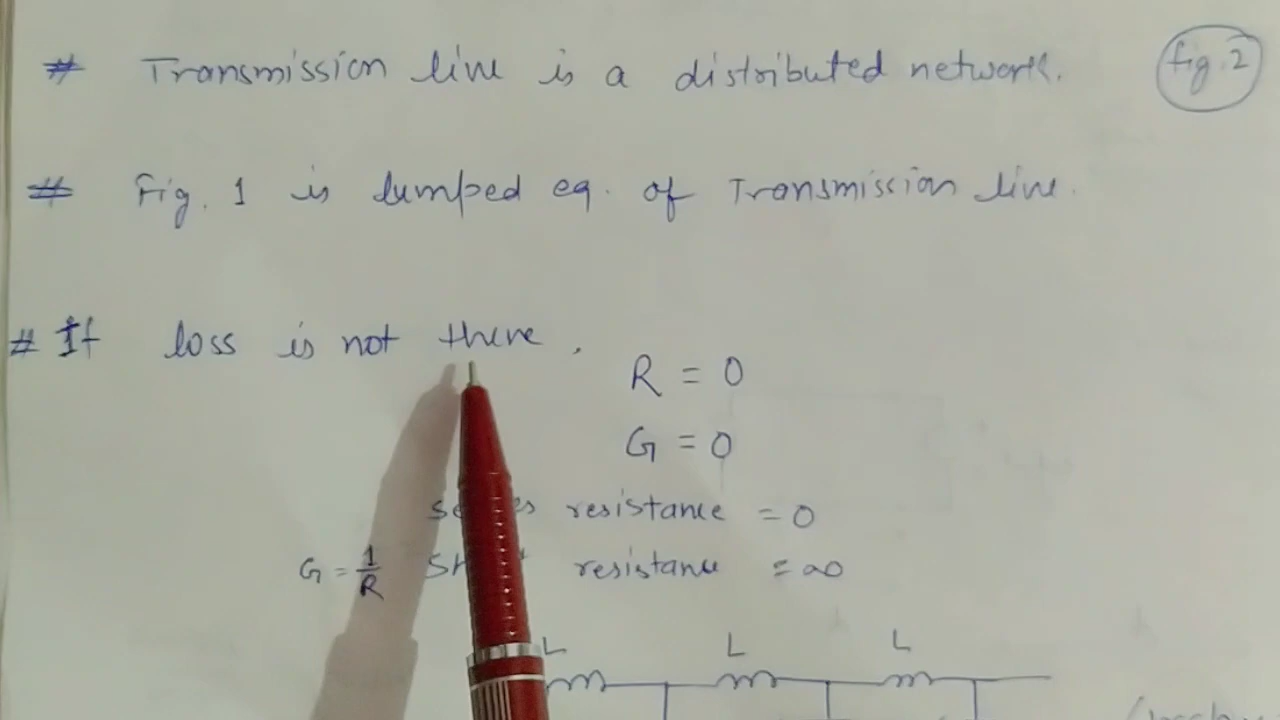 # Transmission line is a distributed network. fig.2
# Fig. 1 is lumped eq. of Transmission line.
# If loss is not there,
R = 0
G = 0
resistance = 0
G = 1/R resistance = ∞
L L L